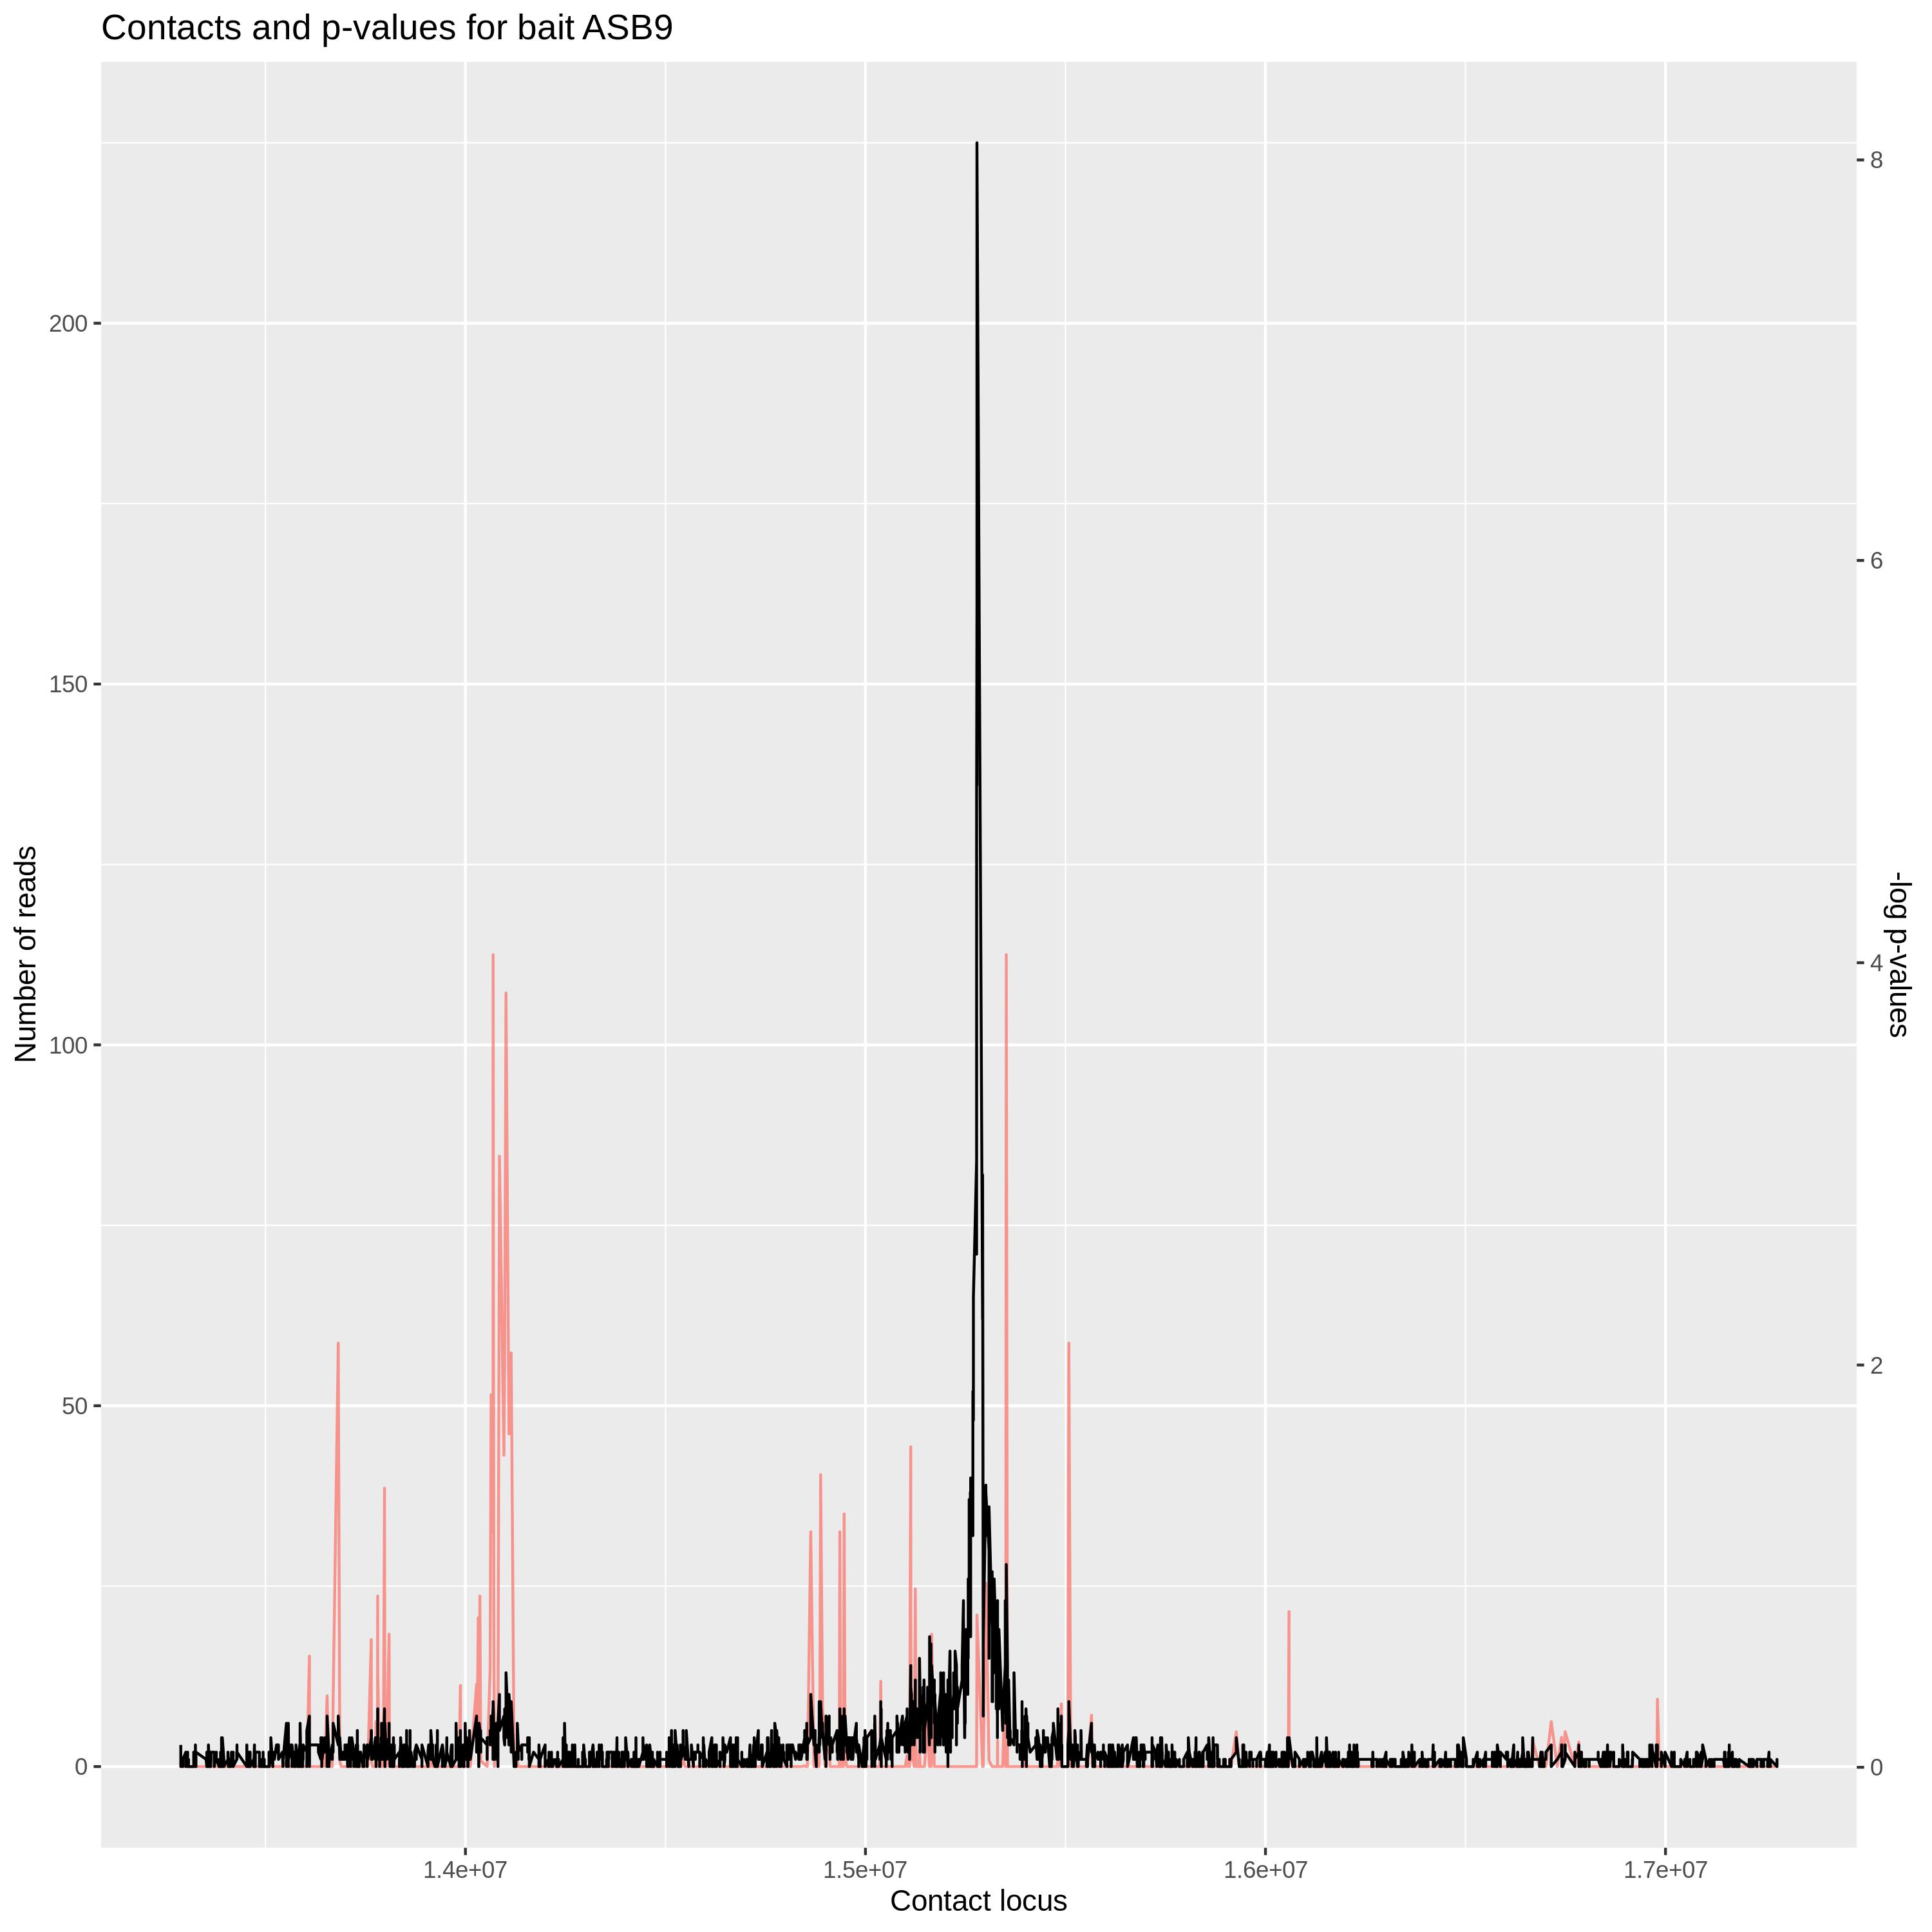 Contacts and p-values for bait ASB9
200
150
100
50
0
Number of reads
8
6
4
2
0
-log p-values
1.4e+07
1.5e+07
1.6e+07
1.7e+07
Contact locus